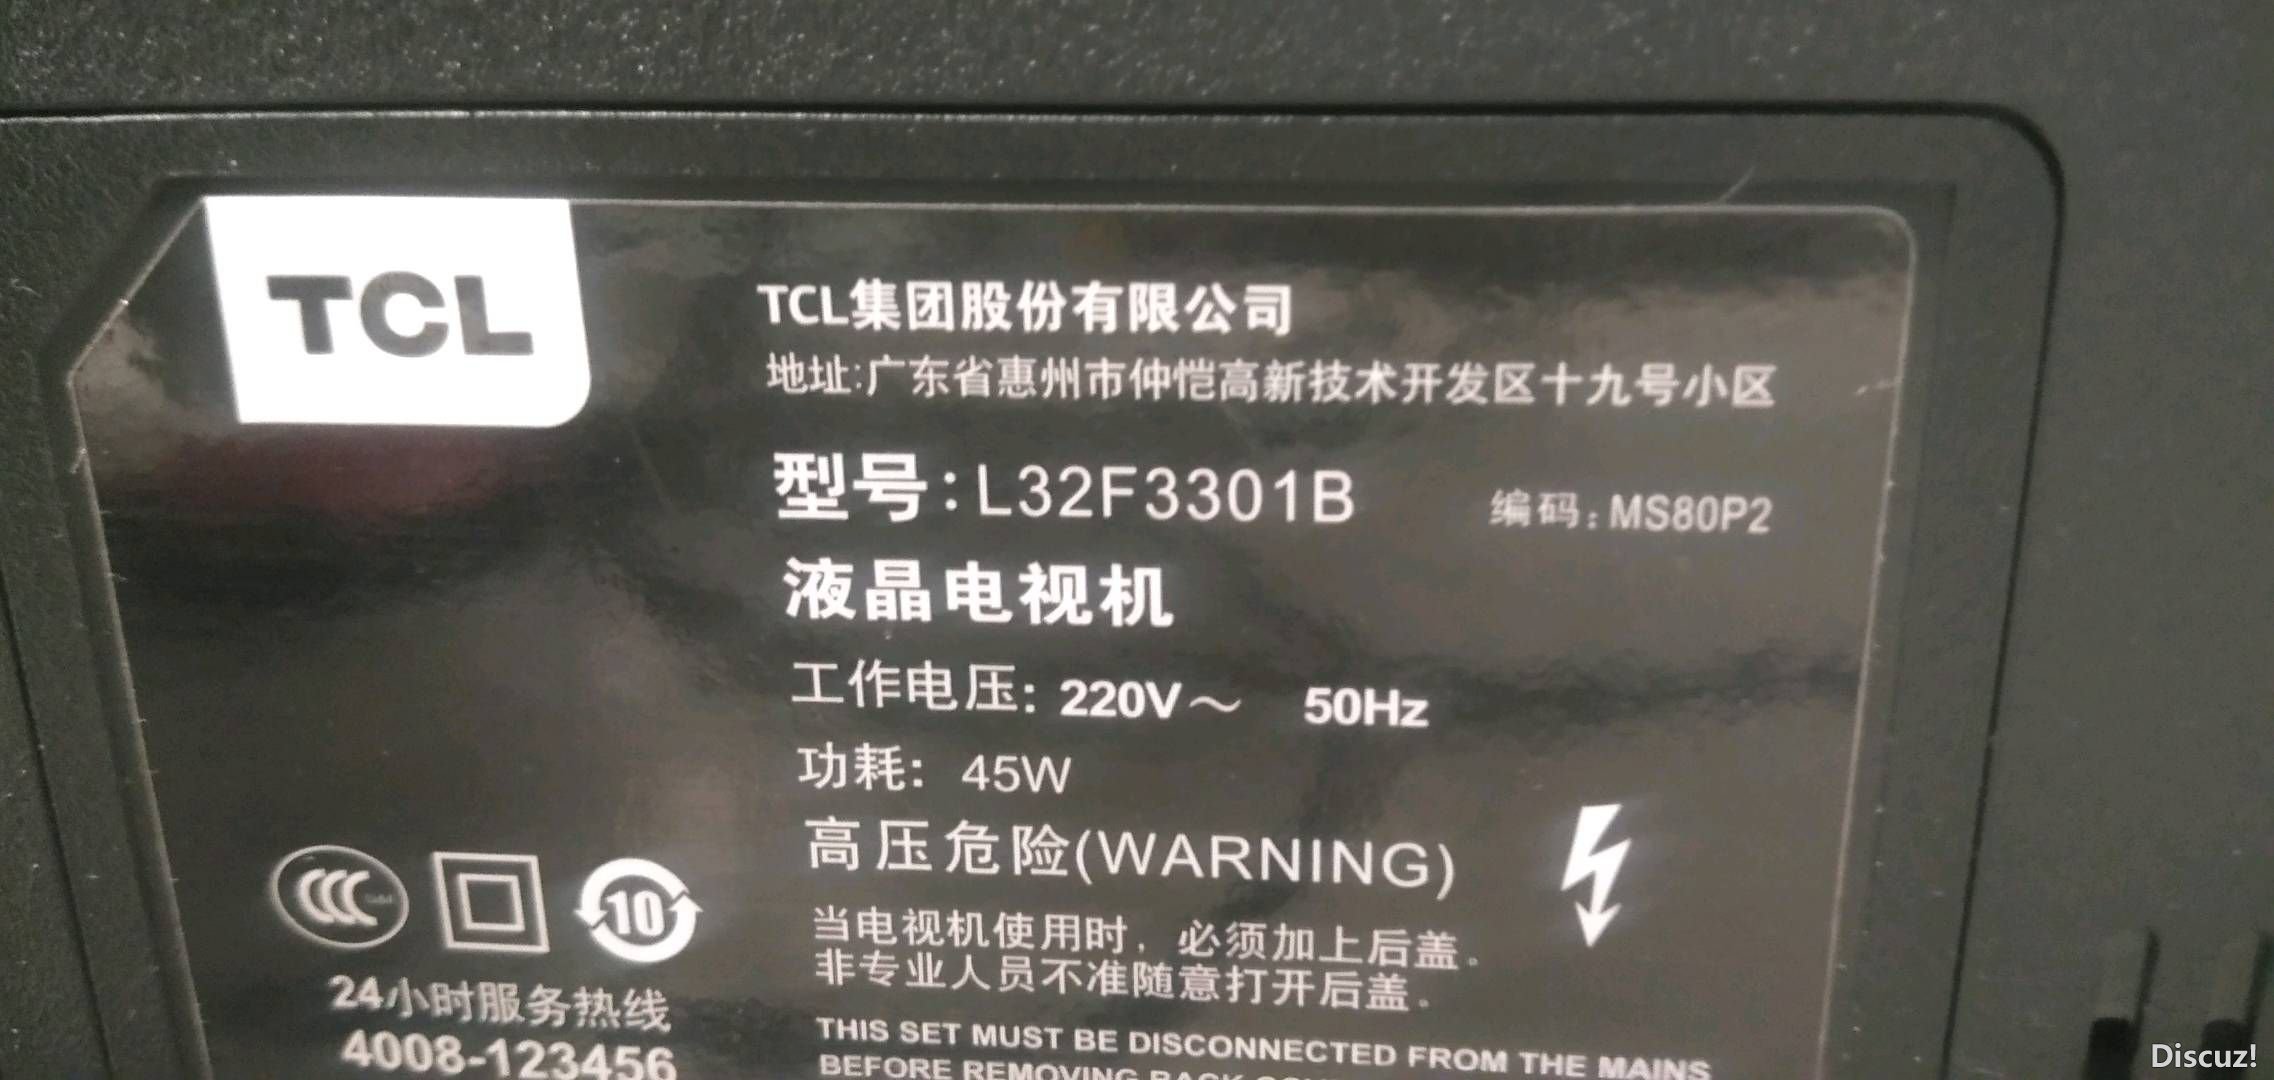 TCL
TCL集团股份有限公司
地址:广东省惠州市仲恺高新技术开发区十九号小区
型号:L32F3301B
编码:MS80P2
液晶电视机
工作电压: 220V～ 50Hz
功耗: 45W
高压危险(WARNING)
当电视机使用时，必须加上后盖。
非专业人员不准随意打开后盖。
THIS SET MUST BE DISCONNECTED FROM THE MAINS
BEFORE REMOVING BACK
CCC
10
24小时服务热线
4008-123456
Discuz!